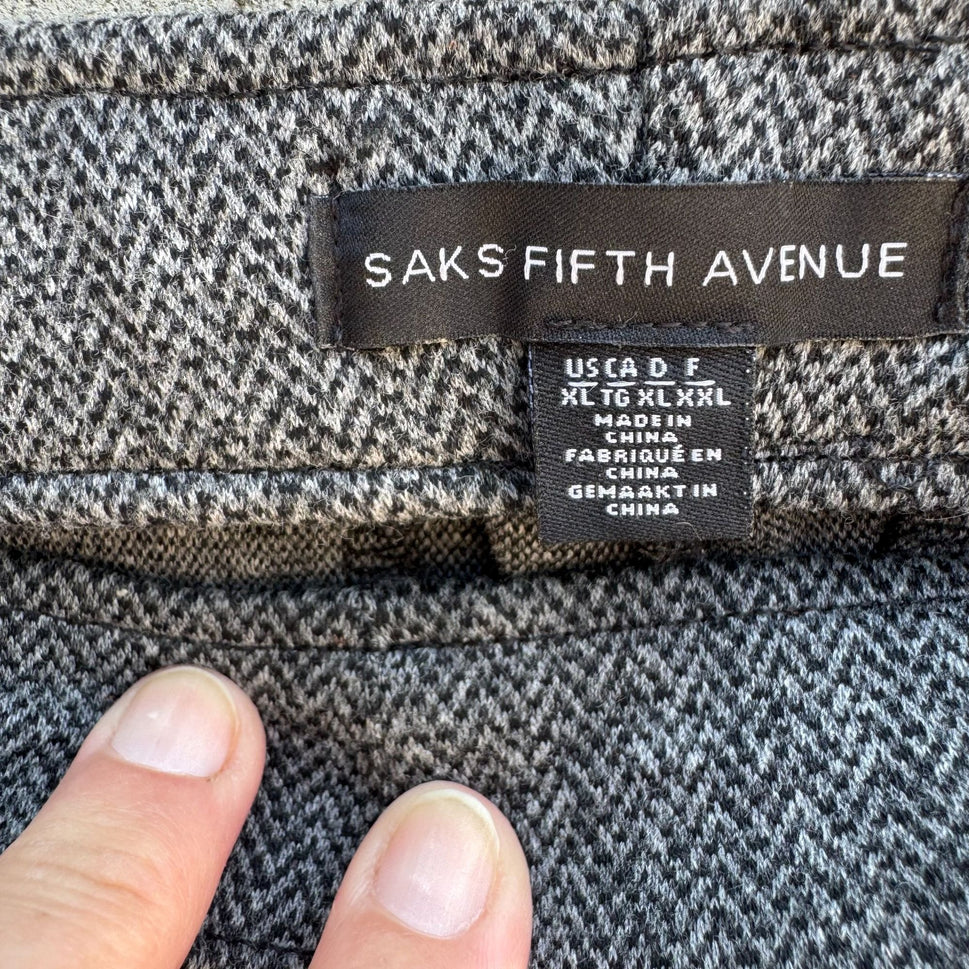 SAKS FIFTH AVENUE
US CA D F
XL TG XL XXL
MADE IN
CHINA
FABRIQUÉ EN
CHINA
GEMAAKT IN
CHINA